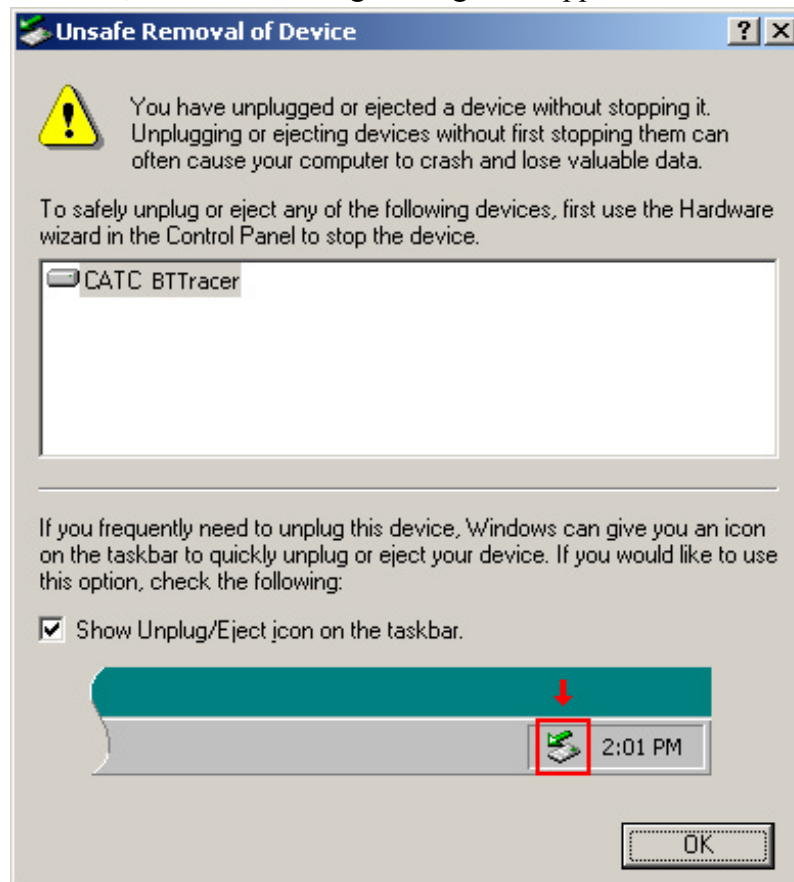 Unsafe Removal of Device
You have unplugged or ejected a device without stopping it.
Unplugging or ejecting devices without first stopping them can
often cause your computer to crash and lose valuable data.
To safely unplug or eject any of the following devices, first use the Hardware
wizard in the Control Panel to stop the device.
CATC BTTracer
If you frequently need to unplug this device, Windows can give you an icon
on the taskbar to quickly unplug or eject your device. If you would like to use
this option, check the following:
Show Unplug/Eject icon on the taskbar.
2:01 PM
OK